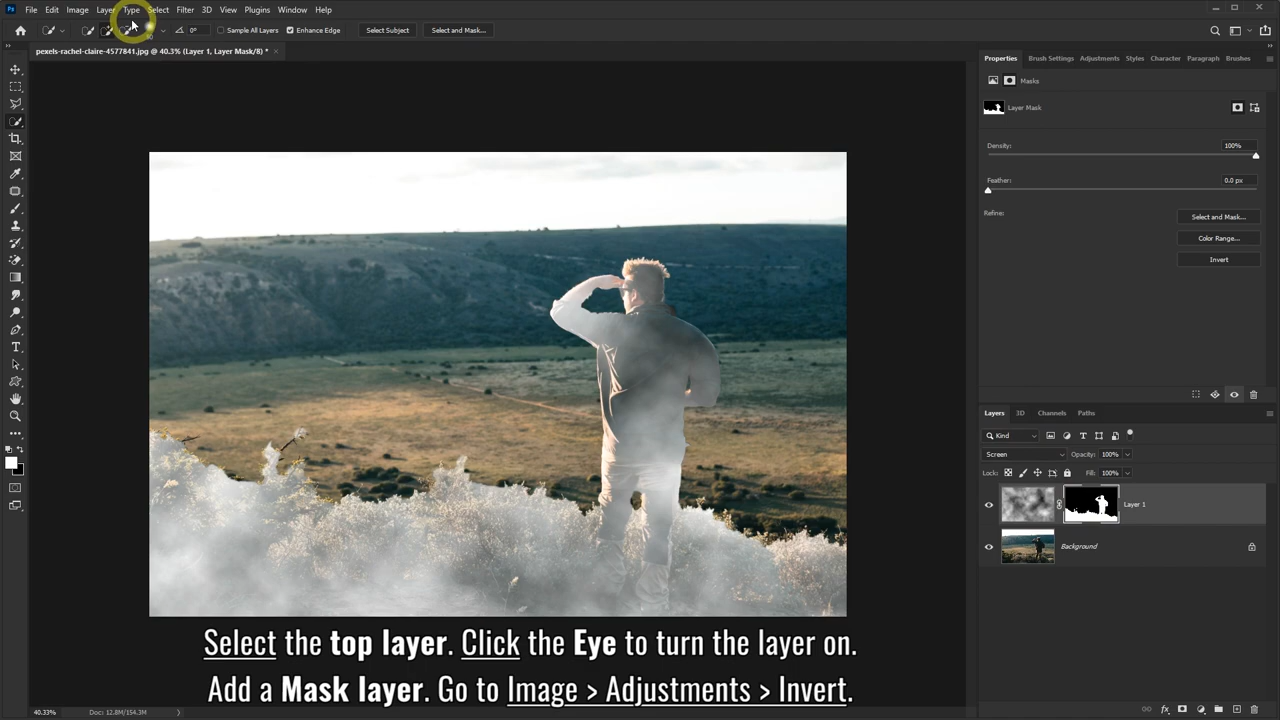 Ps File Edit Image Layer Type Select Filter 3D View Plugins Window Help
0° Sample All Layers Enhance Edge Select Subject Select and Mask...
pexels-rachel-claire-4577841.jpg @ 40.3% (Layer 1, Layer Mask/8) *
Properties Brush Settings Adjustments Styles Character Paragraph Brushes
Masks
Layer Mask
Density: 100%
Feather: 0.0 px
Refine:
Select and Mask...
Color Range...
Invert
Layers 3D Channels Paths
Kind
Screen Opacity: 100%
Lock: Fill: 100%
Layer 1
Background
Select the top layer. Click the Eye to turn the layer on.
Add a Mask layer. Go to Image > Adjustments > Invert.
40.33% Doc: 12.8M/154.3M